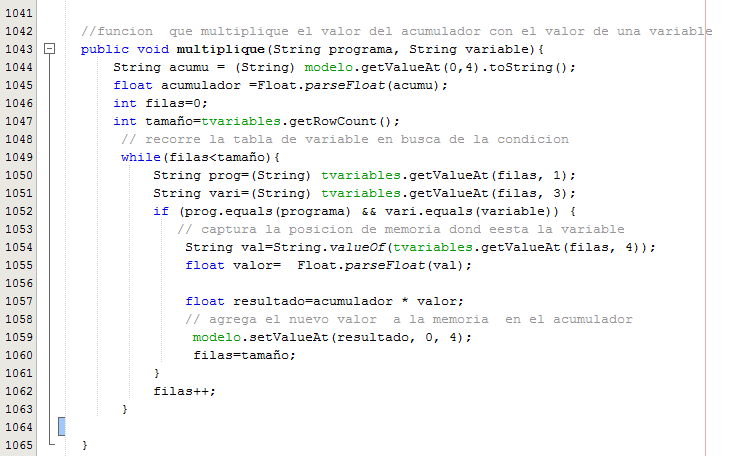 1041
1042 //funcion  que multiplique el valor del acumulador con el valor de una variable
1043 public void multiplique(String programa, String variable){
1044 String acumu = (String) modelo.getValueAt(0,4).toString();
1045 float acumulador =Float.parseFloat(acumu);
1046 int filas=0;
1047 int tamaño=tvariables.getRowCount();
1048 // recorre la tabla de variable en busca de la condicion
1049 while(filas<tamaño){
1050 String prog=(String) tvariables.getValueAt(filas, 1);
1051 String vari=(String) tvariables.getValueAt(filas, 3);
1052 if (prog.equals(programa) && vari.equals(variable)) {
1053 // captura la posicion de memoria dond eesta la variable
1054 String val=String.valueOf(tvariables.getValueAt(filas, 4));
1055 float valor=  Float.parseFloat(val);
1056
1057 float resultado=acumulador * valor;
1058 // agrega el nuevo valor  a la memoria  en el acumulador
1059 modelo.setValueAt(resultado, 0, 4);
1060 filas=tamaño;
1061 }
1062 filas++;
1063 }
1064
1065 }